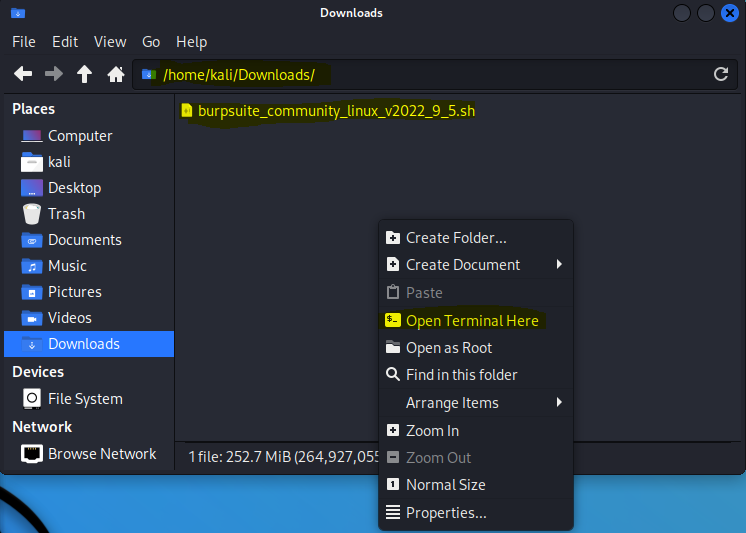 Downloads
File Edit View Go Help
/home/kali/Downloads/
Places
Computer
kali
Desktop
Trash
Documents
Music
Pictures
Videos
Downloads
Devices
File System
Network
Browse Network
burpsuite_community_linux_v2022_9_5.sh
Create Folder...
Create Document
Paste
$_ Open Terminal Here
Open as Root
Find in this folder
Arrange Items
Zoom In
Zoom Out
1 Normal Size
Properties...
1 file: 252.7 MiB (264,927,055